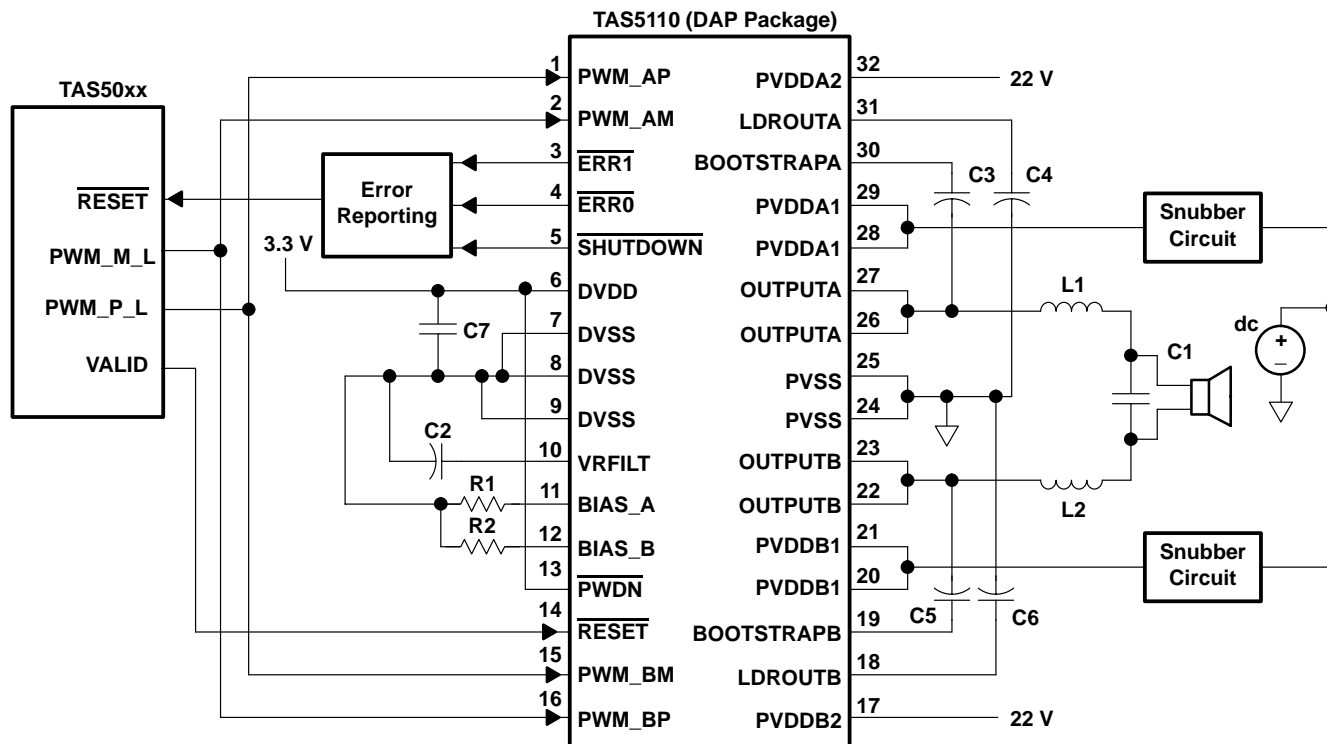 TAS5110 (DAP Package)
TAS50xx
RESET
PWM_M_L
PWM_P_L
VALID
Error
Reporting
3.3 V
C7
C2
R1
R2
1
PWM_AP
2
PWM_AM
3
ERR1
4
ERR0
5
SHUTDOWN
6
DVDD
7
DVSS
8
DVSS
9
DVSS
10
VRFILT
11
BIAS_A
12
BIAS_B
13
PWDN
14
RESET
15
PWM_BM
16
PWM_BP
PVDDA2
32
22 V
LDROUTA
31
BOOTSTRAPA
30
C3
C4
PVDDA1
29
PVDDA1
28
Snubber
Circuit
OUTPUTA
27
OUTPUTA
26
L1
dc
+
–
C1
PVSS
25
PVSS
24
OUTPUTB
23
OUTPUTB
22
L2
PVDDB1
21
PVDDB1
20
Snubber
Circuit
C5
C6
BOOTSTRAPB
19
LDROUTB
18
PVDDB2
17
22 V